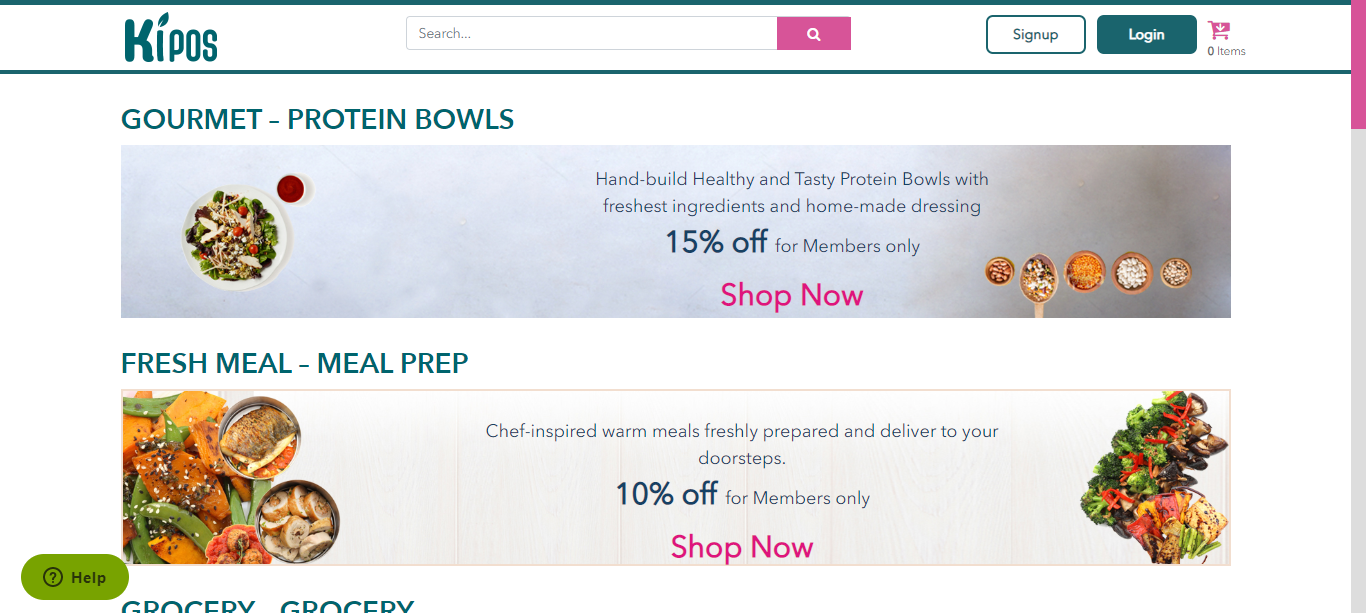 Kipos
Search...
Signup
Login
0 Items
GOURMET – PROTEIN BOWLS
Hand-build Healthy and Tasty Protein Bowls with
freshest ingredients and home-made dressing
15% off for Members only
Shop Now
FRESH MEAL – MEAL PREP
Chef-inspired warm meals freshly prepared and deliver to your
doorsteps.
10% off for Members only
Shop Now
Help
GROCERY – GROCERY